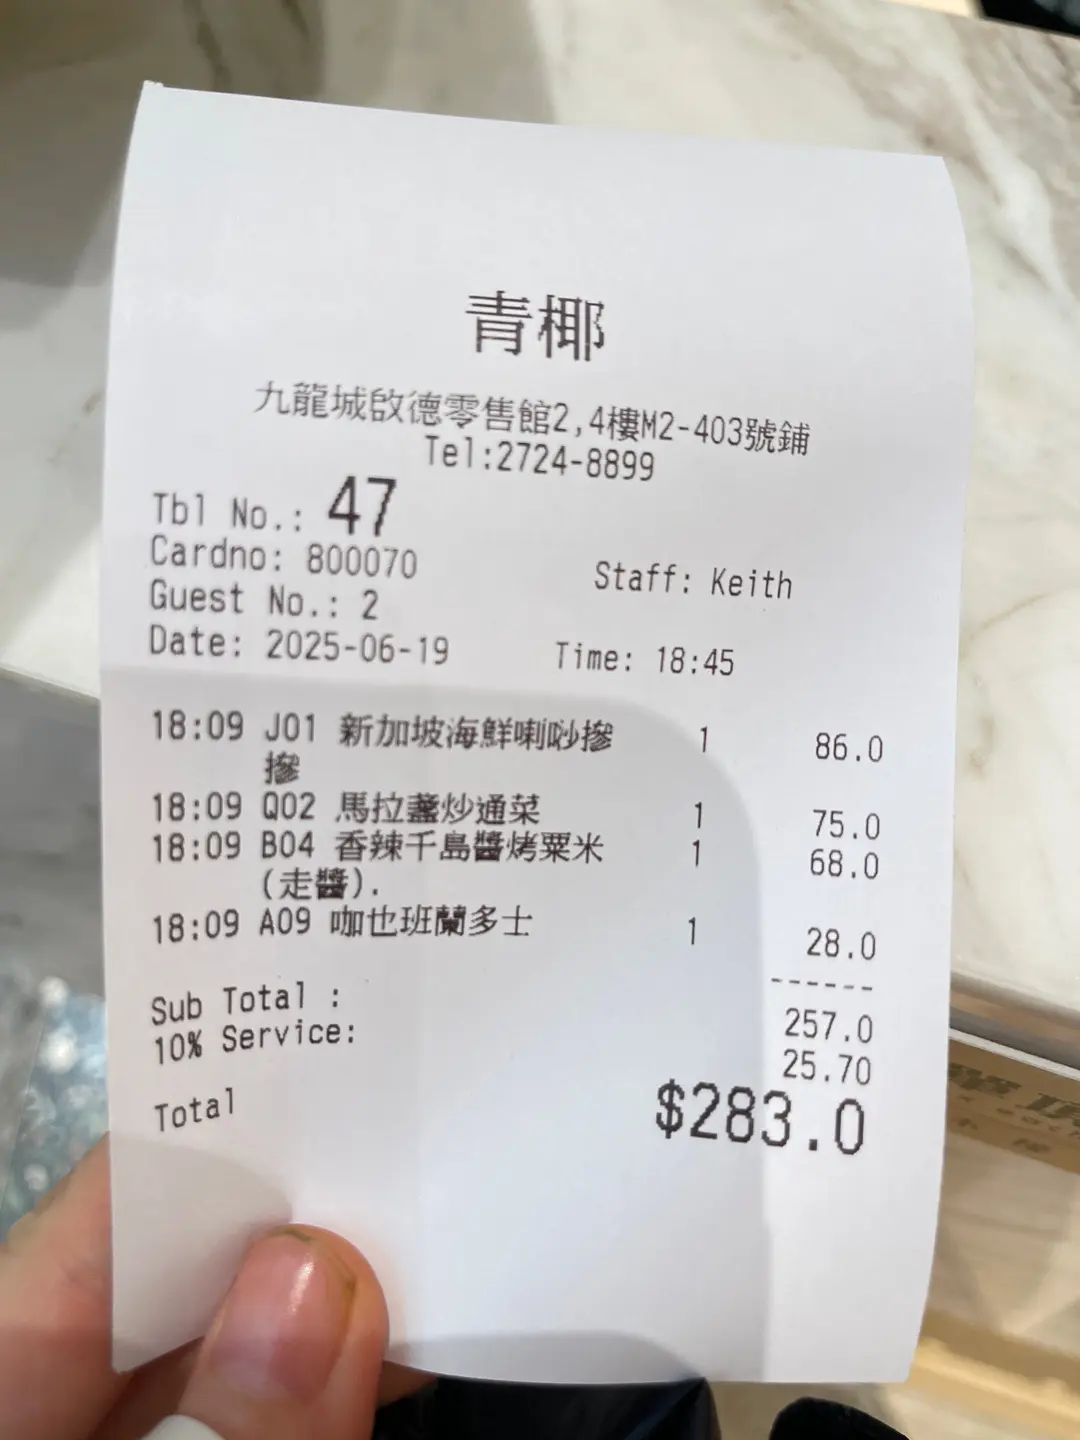 青椰
九龍城啟德零售館2,4樓M2-403號鋪
Tel:2724-8899
Tbl No.: 47
Cardno: 800070 Staff: Keith
Guest No.: 2
Date: 2025-06-19 Time: 18:45
18:09 J01 新加坡海鮮喇吵摻 1 86.0
摻
18:09 Q02 馬拉盞炒通菜 1 75.0
18:09 B04 香辣千島醬烤粟米 1 68.0
(走醬).
18:09 A09 咖也班蘭多士 1 28.0
------
Sub Total : 257.0
10% Service: 25.70
Total $283.0